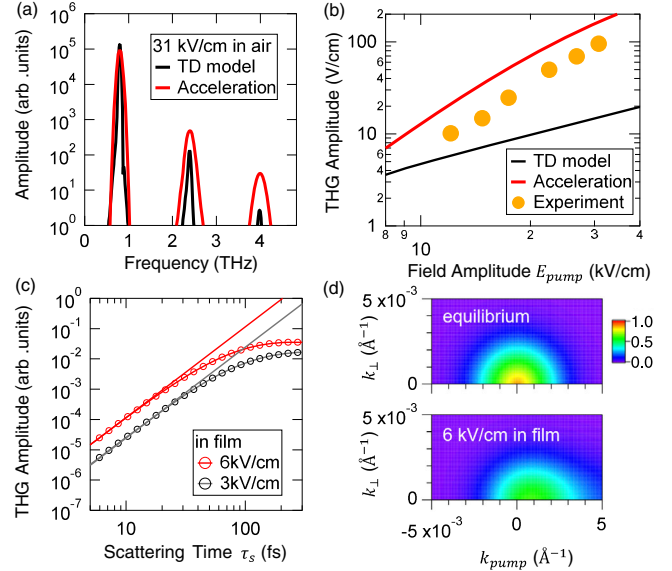 (a)
Amplitude (arb .units)
10^6
10^5
10^4
10^3
10^2
10^1
10^0
31 kV/cm in air
TD model
Acceleration
0 1 2 3 4
Frequency (THz)
(b)
THG Amplitude (V/cm)
2
100
8
6
4
2
10
8
6
4
2
1
TD model
Acceleration
Experiment
8 9 10 2 3 4
Field Amplitude E_pump (kV/cm)
(c)
THG Amplitude (arb .units)
10^0
10^-1
10^-2
10^-3
10^-4
10^-5
10^-6
10^-7
in film
6kV/cm
3kV/cm
10 100
Scattering Time τ_s (fs)
(d)
k_⊥ (Å^-1)
5 ×10^-3
0
equilibrium
1.0
0.0
k_⊥ (Å^-1)
5 ×10^-3
0
6 kV/cm in film
-5 ×10^-3 0 5
k_pump (Å^-1)